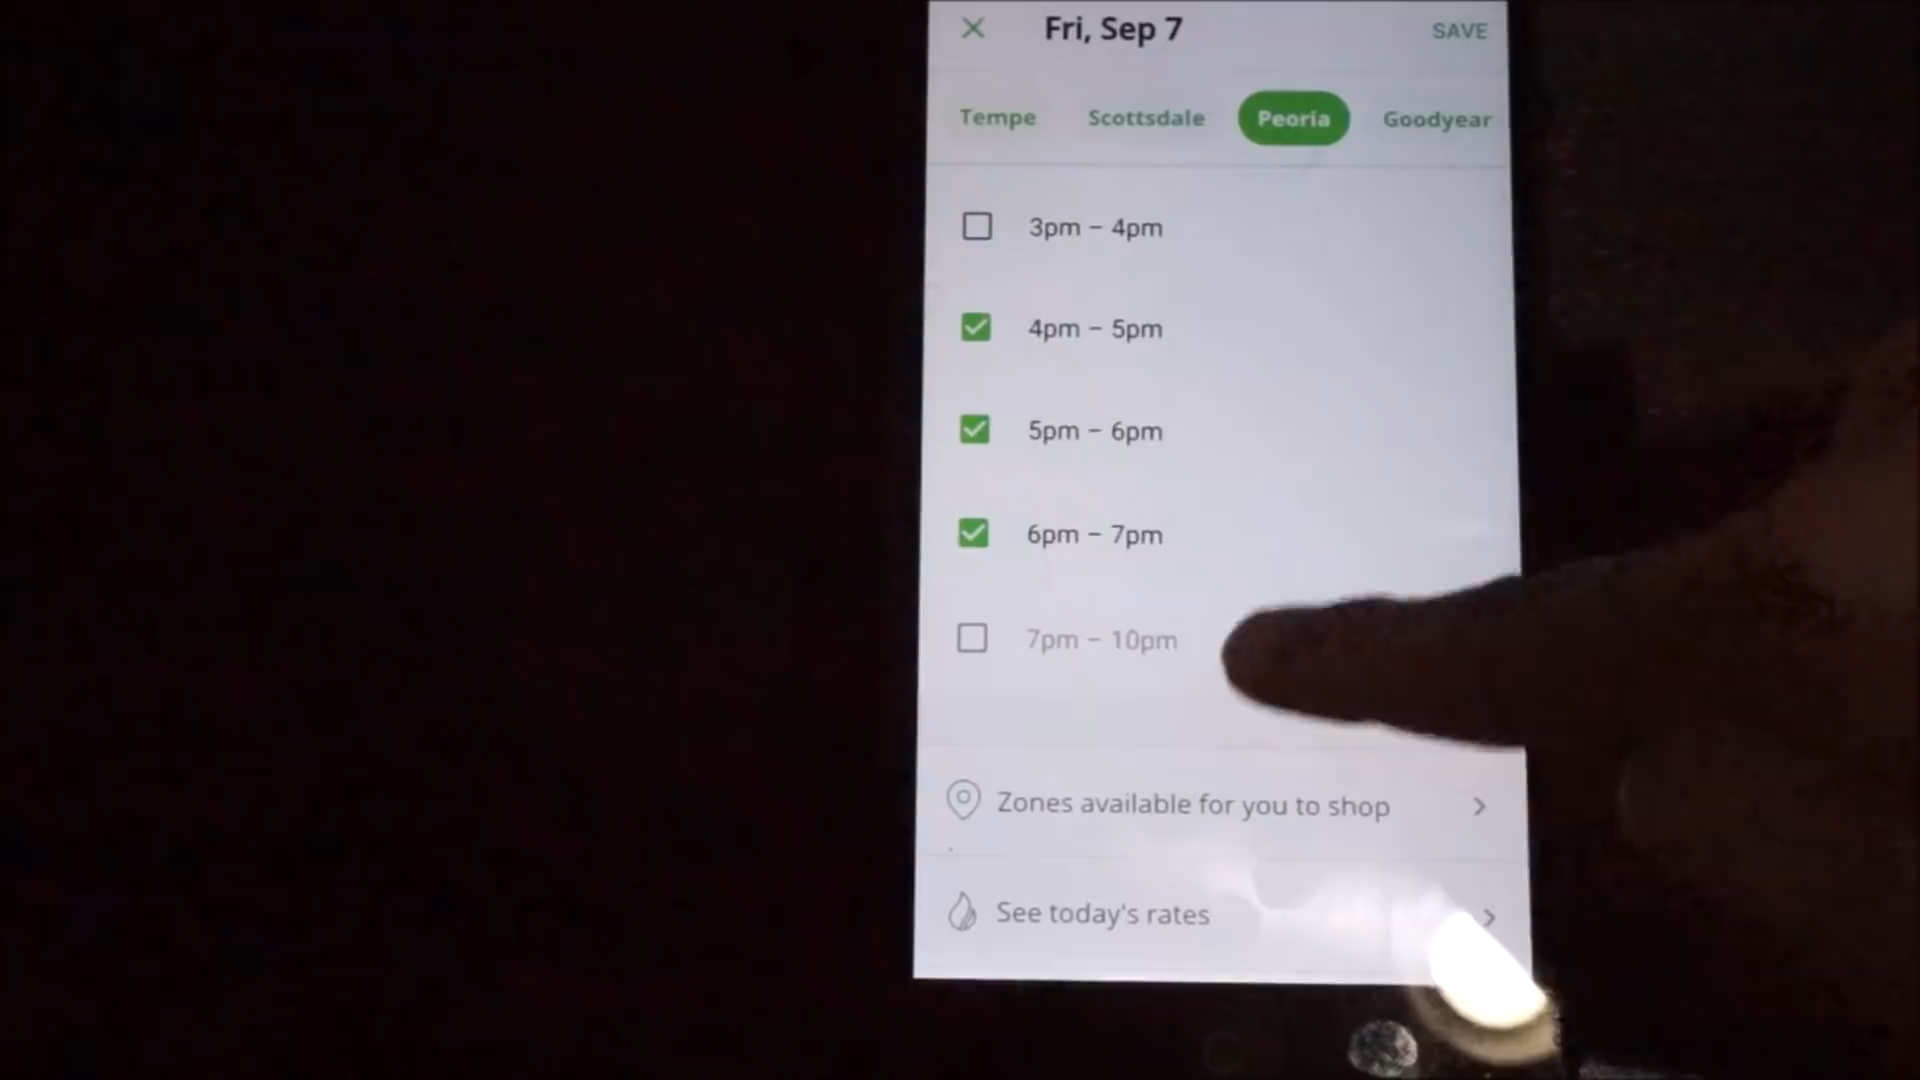 Fri, Sep 7
SAVE
Tempe Scottsdale Peoria Goodyear
3pm – 4pm
4pm – 5pm
5pm – 6pm
6pm – 7pm
7pm – 10pm
Zones available for you to shop
See today's rates